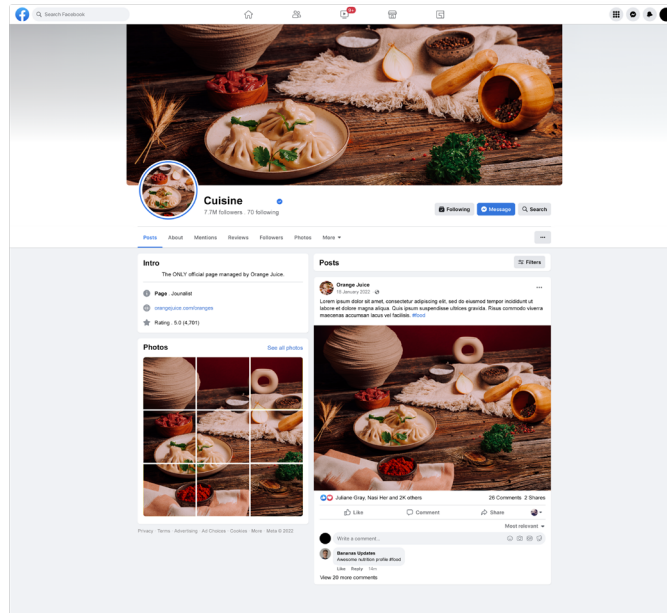 Search Facebook
9+
Cuisine
7.7M followers . 70 following
Following
Message
Search
Posts
About
Mentions
Reviews
Followers
Photos
More
Intro
The ONLY official page managed by Orange Juice.
Page . Jounalist
orangejuice.com/oranges
Rating . 5.0 (4,701)
Photos
See all photos
Privacy · Terms · Advertising · Ad Choices · Cookies · More · Meta © 2022
Posts
Filters
Orange Juice
15 January 2022 ·
Lorem ipsum dolor sit amet, consectetur adipiscing elit, sed do eiusmod tempor incididunt ut
labore et dolore magna aliqua. Quis ipsum suspendisse ultrices gravida. Risus commodo viverra
maecenas accumsan lacus vel facilisis. #food
Juliane Gray, Nasi Her and 2K others
26 Comments 2 Shares
Like
Comment
Share
Most relevant
Write a comment...
Bananas Updates
Awesome nutrition profile #food
Like Reply 14m
View 20 more comments